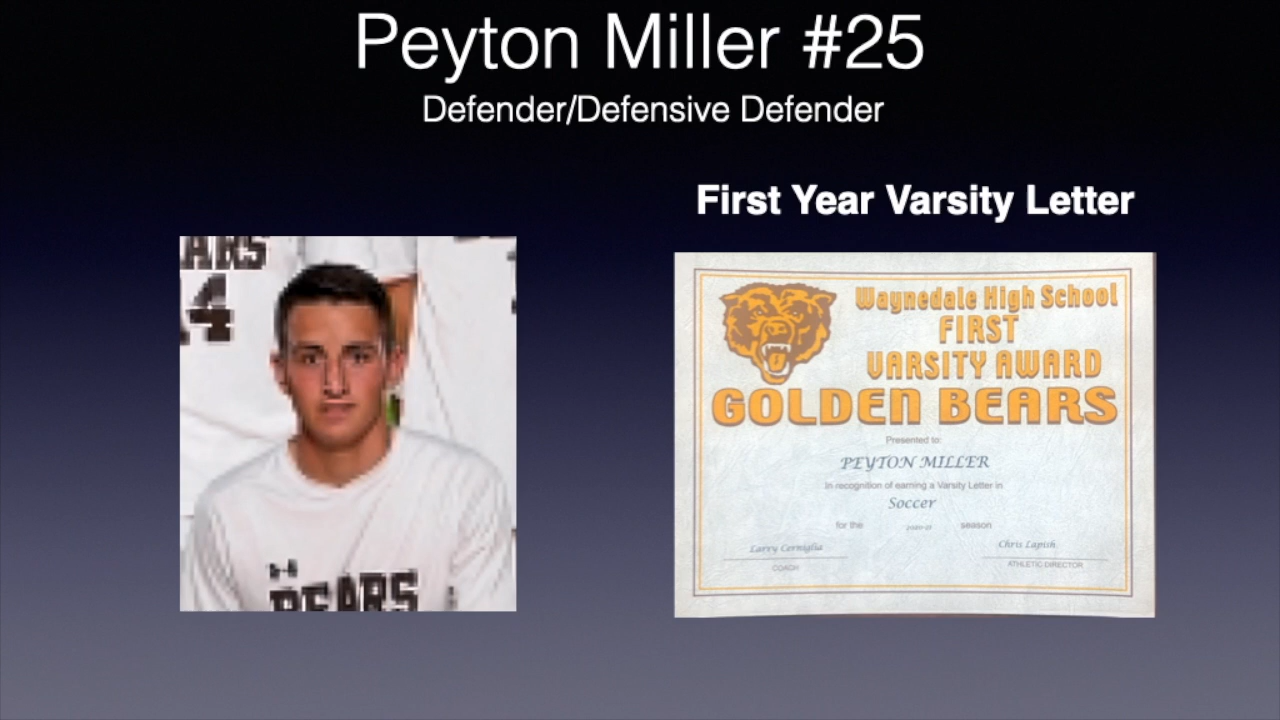 Peyton Miller #25
Defender/Defensive Defender
First Year Varsity Letter
ARS
14
BEARS
Waynedale High School
FIRST
VARSITY AWARD
GOLDEN BEARS
Presented to:
PEYTON MILLER
In recognition of earning a Varsity Letter in
Soccer
for the season
Larry Cerniglia
Chris Lapish
COACH
ATHLETIC DIRECTOR